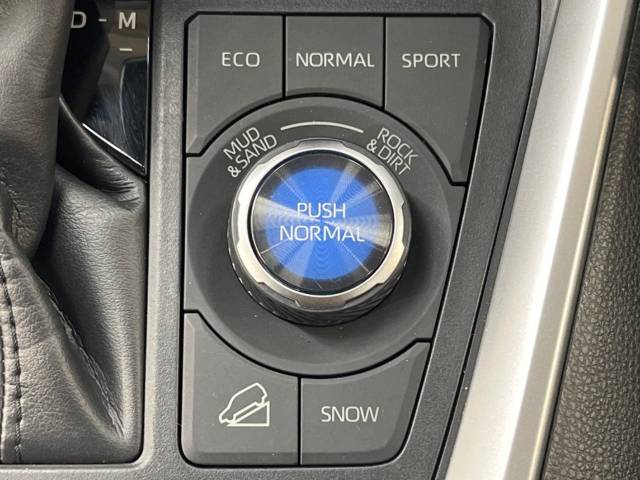 D - M
–
ECO
NORMAL
SPORT
MUD
& SAND
ROCK
& DIRT
PUSH
NORMAL
SNOW